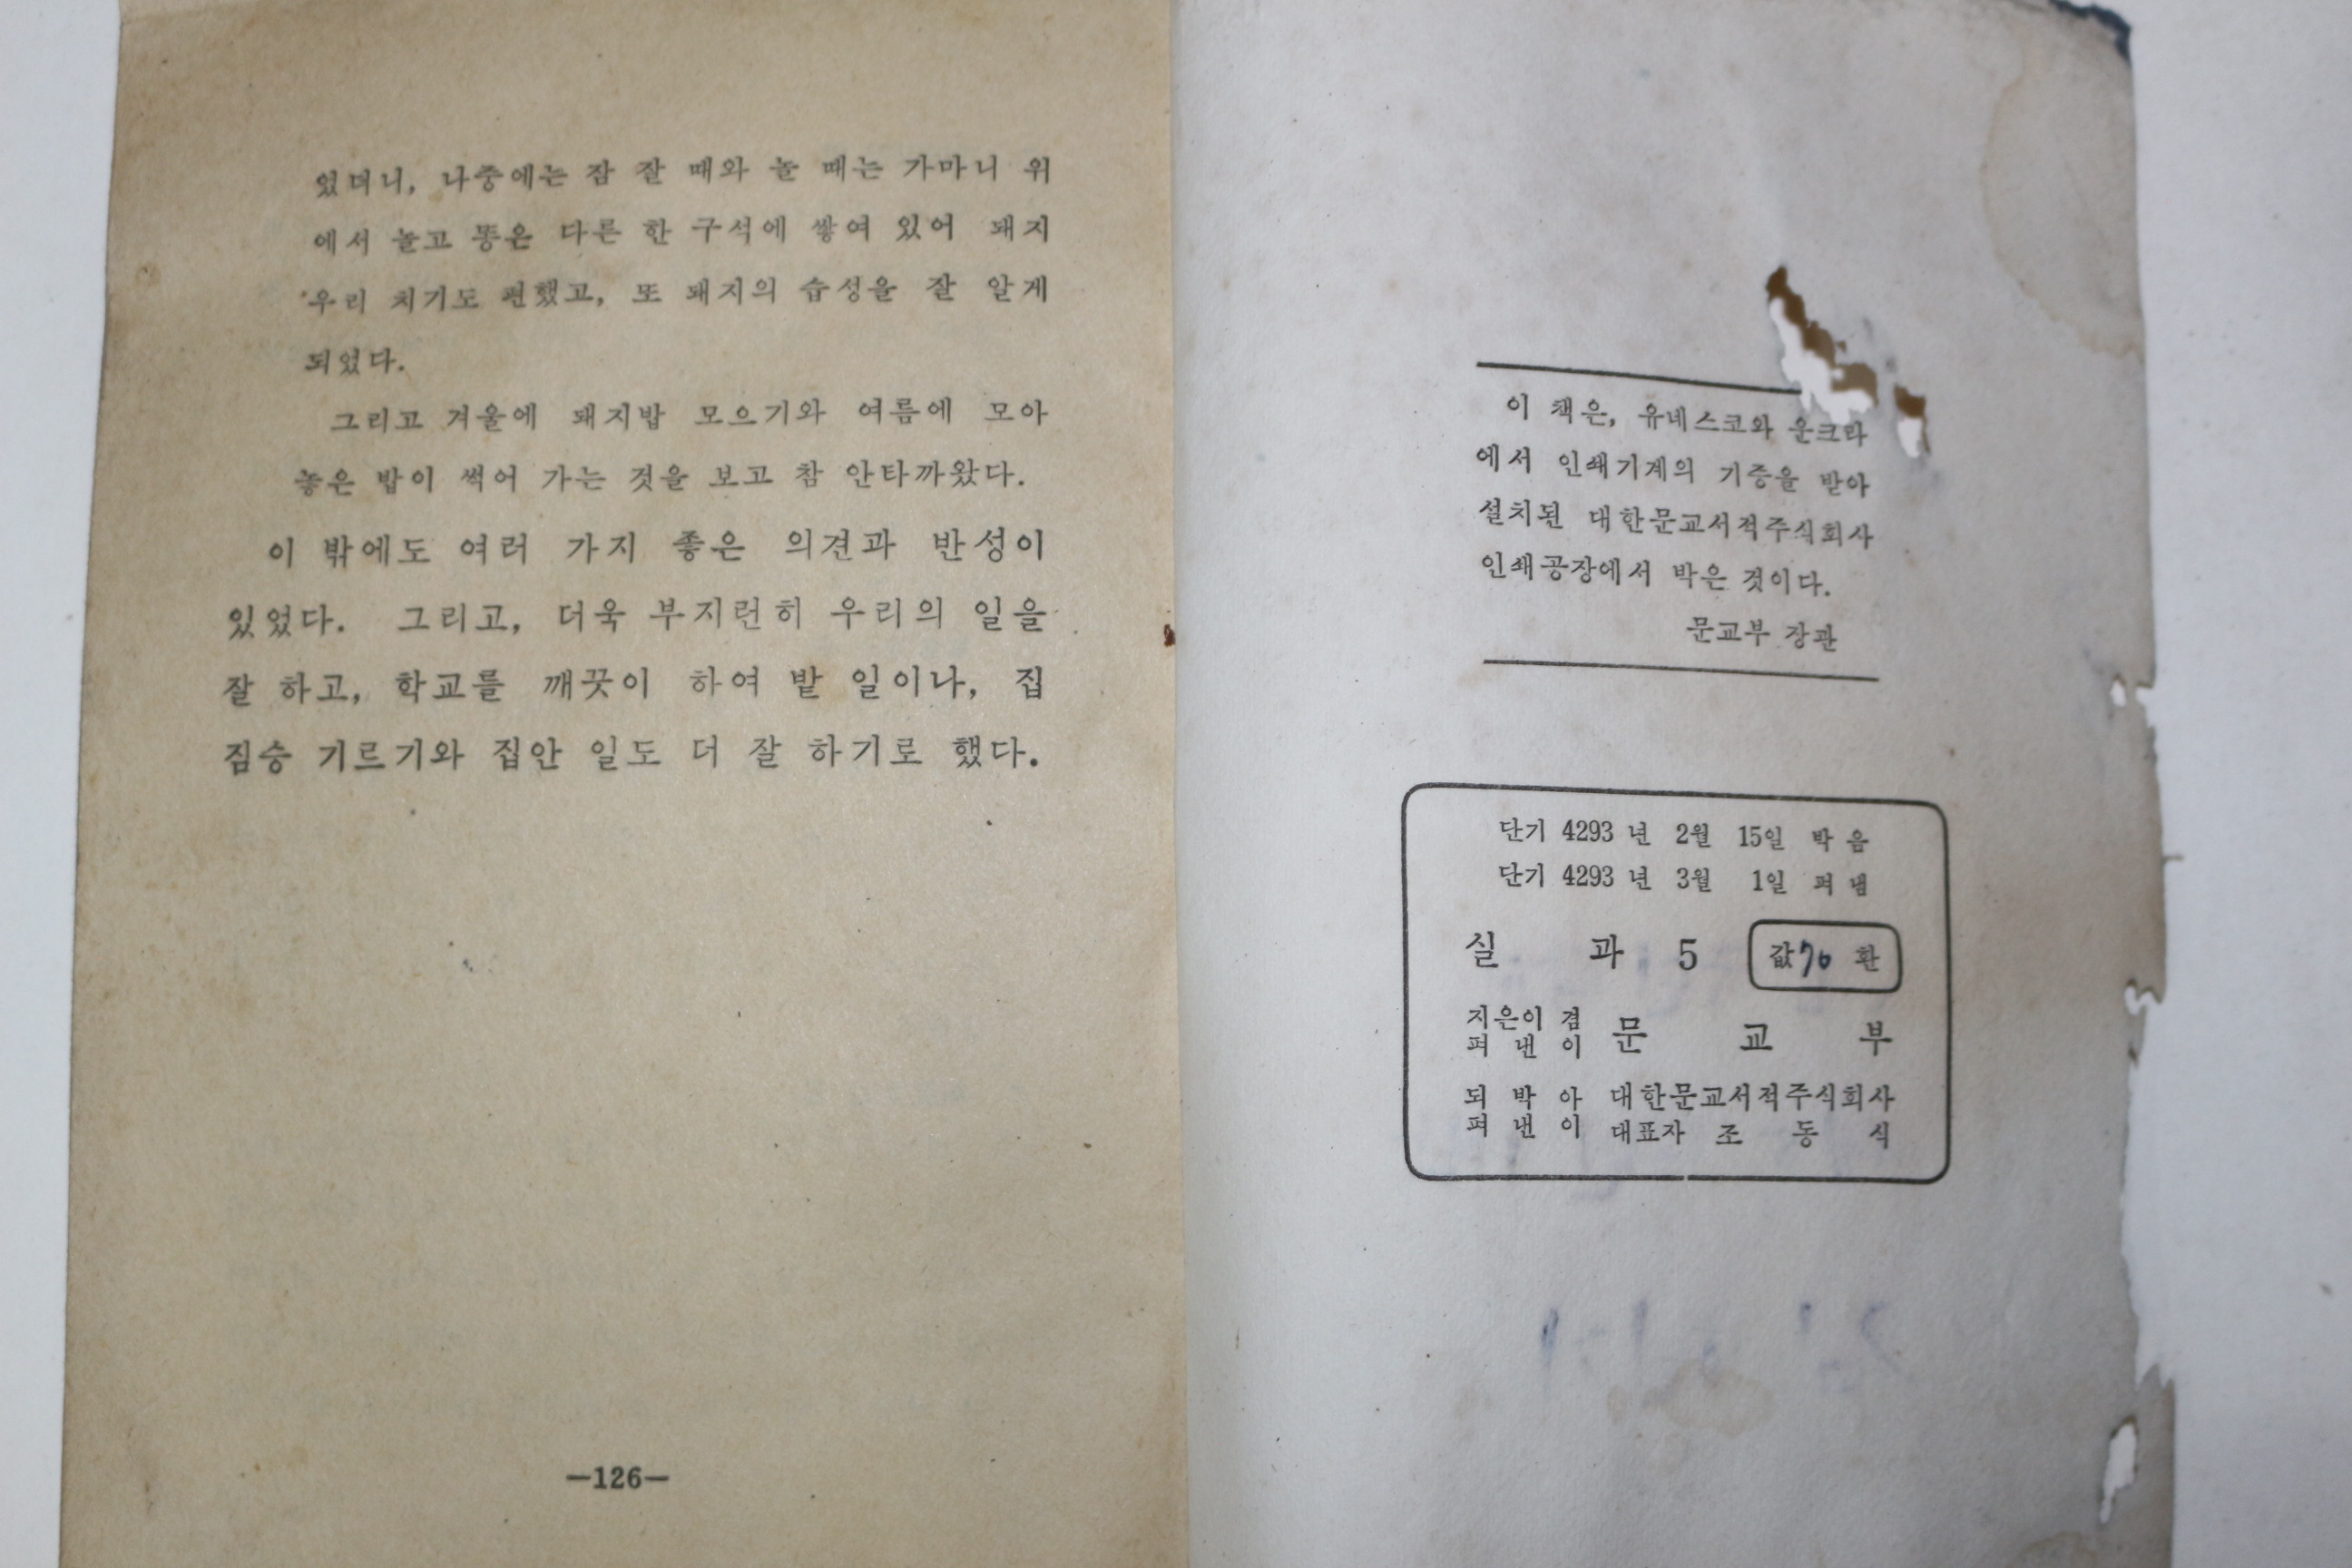 었더니, 나중에는 잠 잘 때와 놀 때는 가마니 위
에서 놀고 똥은 다른 한 구석에 쌓여 있어 돼지
우리 치기도 편했고, 또 돼지의 습성을 잘 알게
되었다.
그리고 겨울에 돼지밥 모으기와 여름에 모아
놓은 밥이 썩어 가는 것을 보고 참 안타까왔다.
이 밖에도 여러 가지 좋은 의견과 반성이
있었다. 그리고, 더욱 부지런히 우리의 일을
잘 하고, 학교를 깨끗이 하여 밭 일이나, 집
짐승 기르기와 집안 일도 더 잘 하기로 했다.
—126—
이 책은, 유네스코와 운크라
에서 인쇄기계의 기증을 받아
설치된 대한문교서적주식회사
인쇄공장에서 박은 것이다.
문교부 장관
단기 4293 년 2월 15일 박 음
단기 4293 년 3월 1일 펴 냄
실 과 5 값 70 환
지은이 겸
펴 낸 이 문 교 부
되 박 아 대한문교서적주식회사
펴 낸 이 대표자 조 동 식